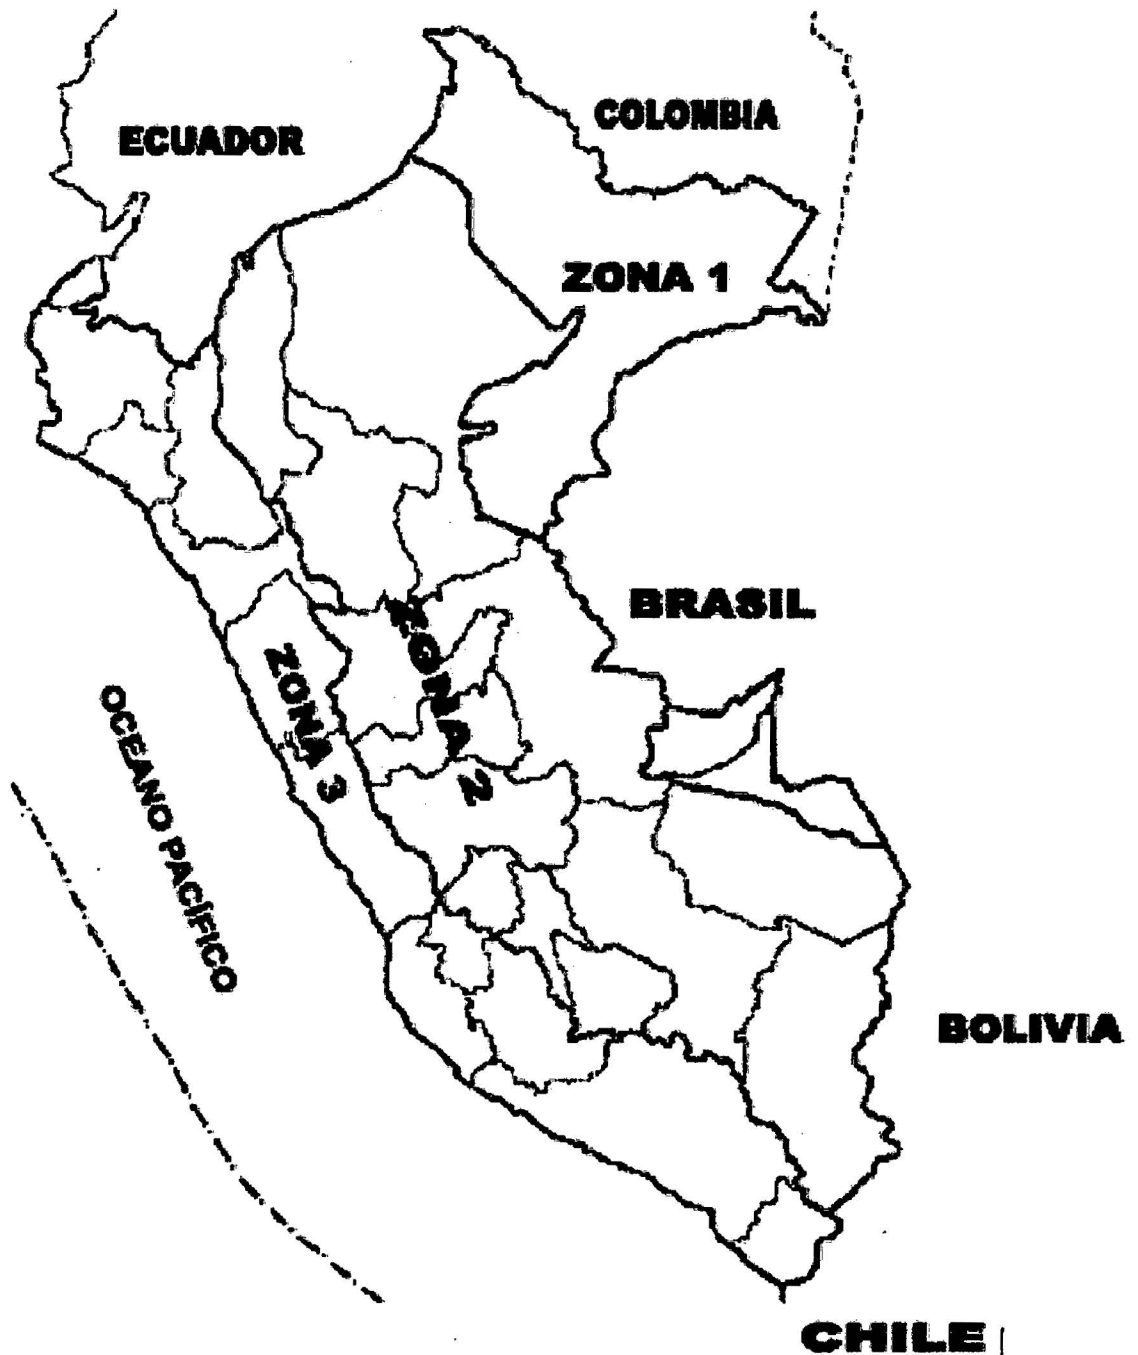 COLOMBIA
ECUADOR
ZONA 1
BRASIL
ZONA 2
ZONA 3
OCEANO PACÍFICO
BOLIVIA
CHILE